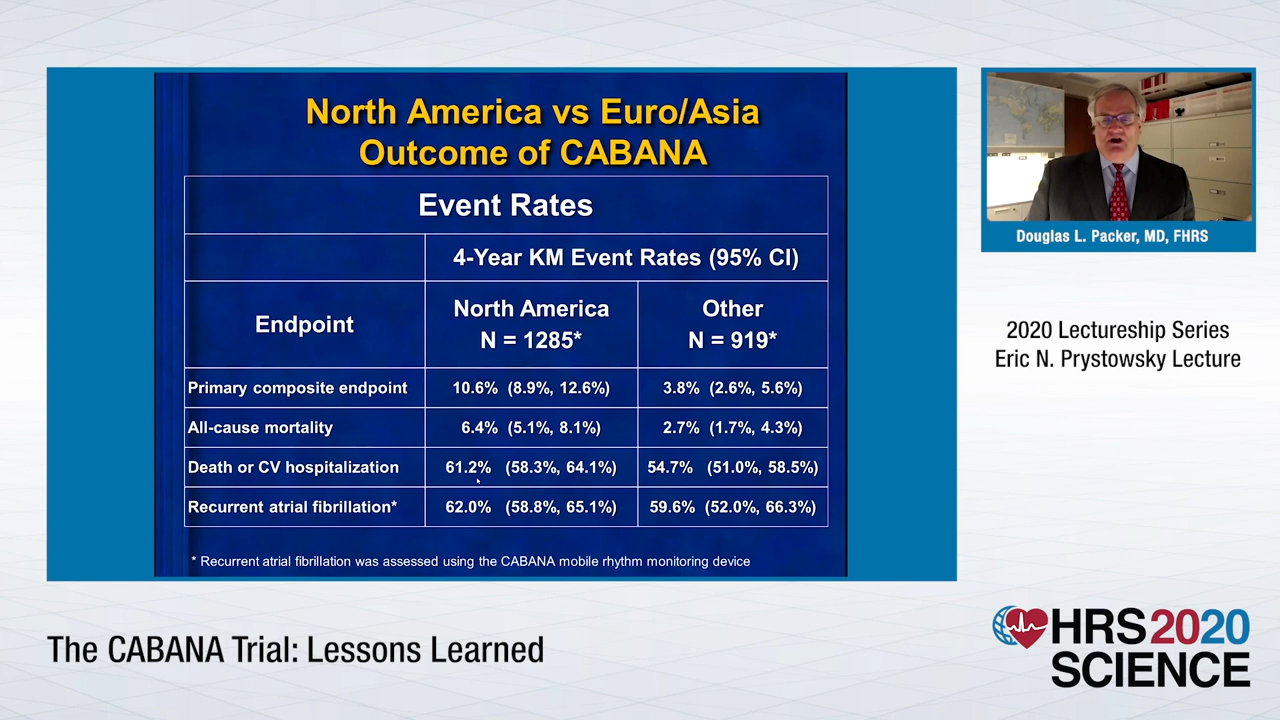 North America vs Euro/Asia
Outcome of CABANA
Event Rates
4-Year KM Event Rates (95% CI)
Endpoint
North America
N = 1285*
Other
N = 919*
Primary composite endpoint 10.6% (8.9%, 12.6%) 3.8% (2.6%, 5.6%)
All-cause mortality 6.4% (5.1%, 8.1%) 2.7% (1.7%, 4.3%)
Death or CV hospitalization 61.2% (58.3%, 64.1%) 54.7% (51.0%, 58.5%)
Recurrent atrial fibrillation* 62.0% (58.8%, 65.1%) 59.6% (52.0%, 66.3%)
* Recurrent atrial fibrillation was assessed using the CABANA mobile rhythm monitoring device
Douglas L. Packer, MD, FHRS
2020 Lectureship Series
Eric N. Prystowsky Lecture
The CABANA Trial: Lessons Learned
HRS2020
SCIENCE